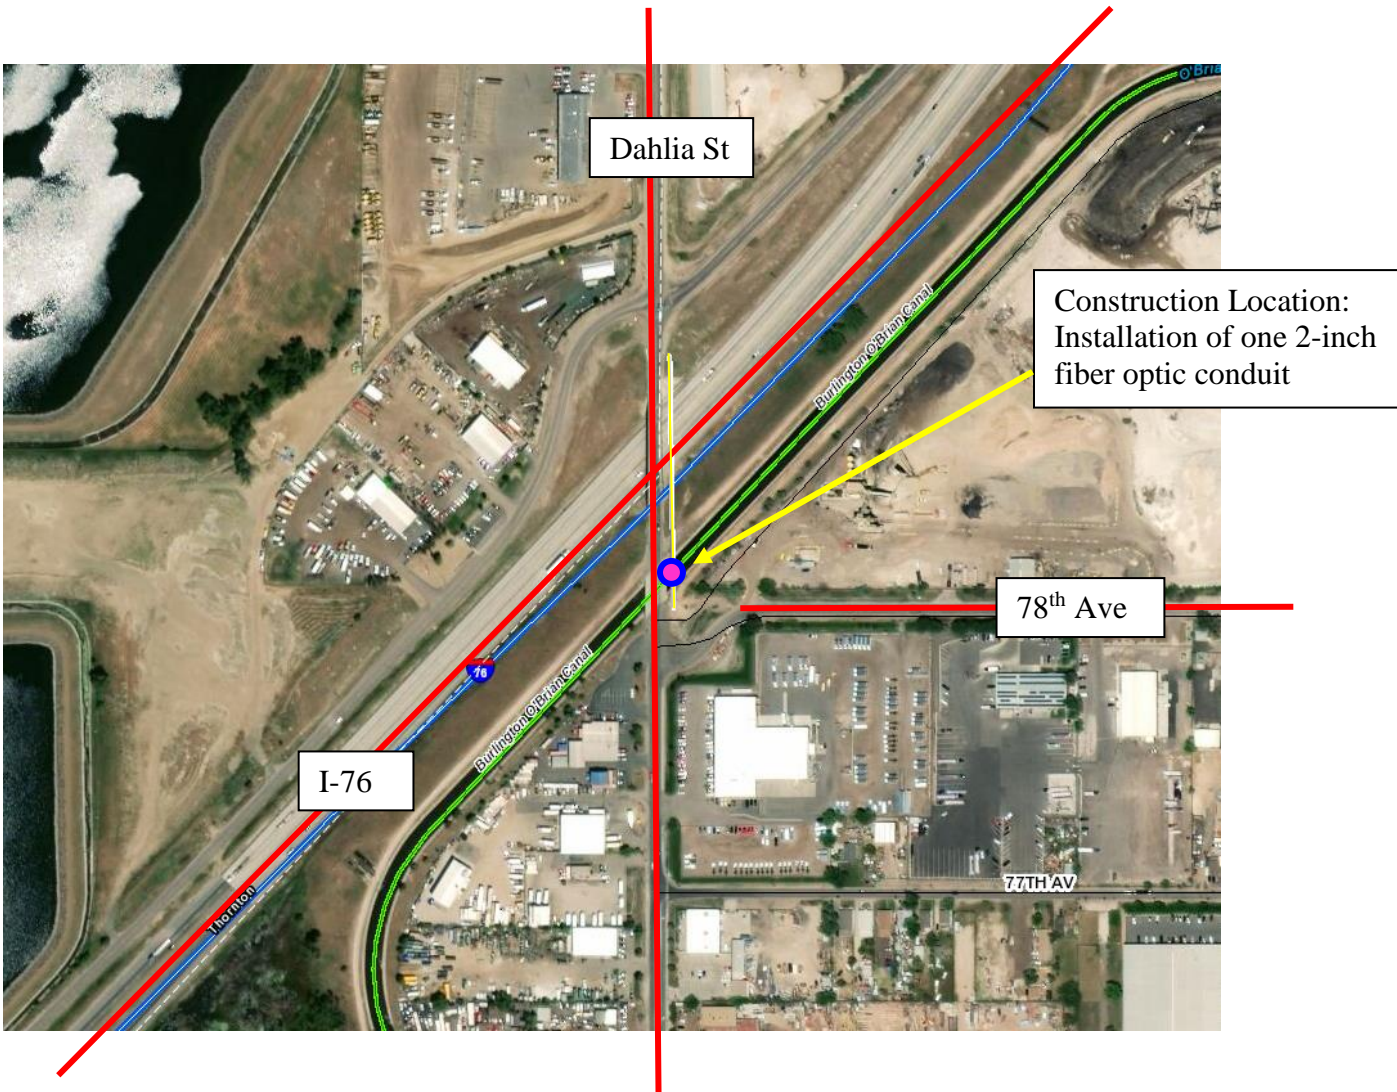 O'Bria
Dahlia St
Construction Location:
Installation of one 2-inch
fiber optic conduit
Burlington O'Brian Canal
78th Ave
76
Burlington O'Brian Canal
I-76
77TH AV
Thornton